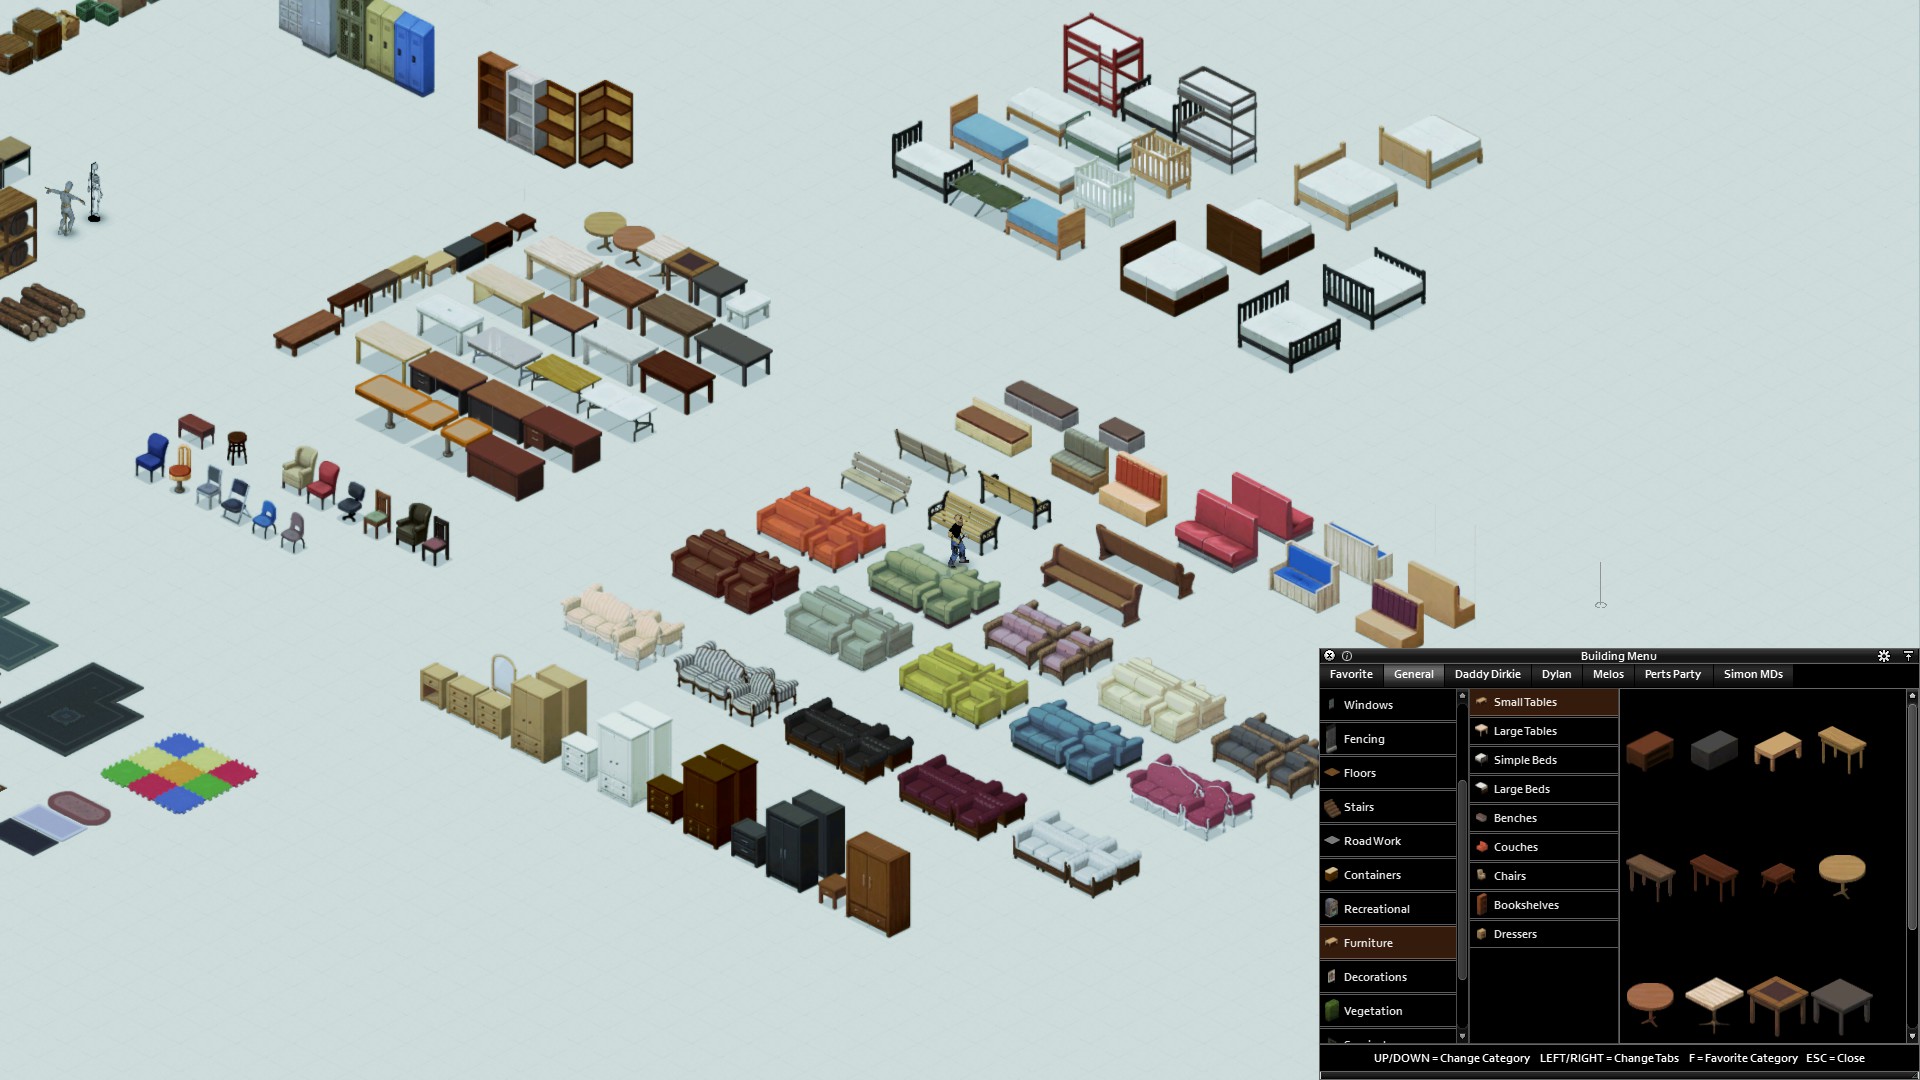 Building Menu
Favorite General Daddy Dirkie Dylan Melos Perts Party Simon MDs
Windows
Fencing
Floors
Stairs
Road Work
Containers
Recreational
Furniture
Decorations
Vegetation
Small Tables
Large Tables
Simple Beds
Large Beds
Benches
Couches
Chairs
Bookshelves
Dressers
UP/DOWN = Change Category LEFT/RIGHT = Change Tabs F = Favorite Category ESC = Close